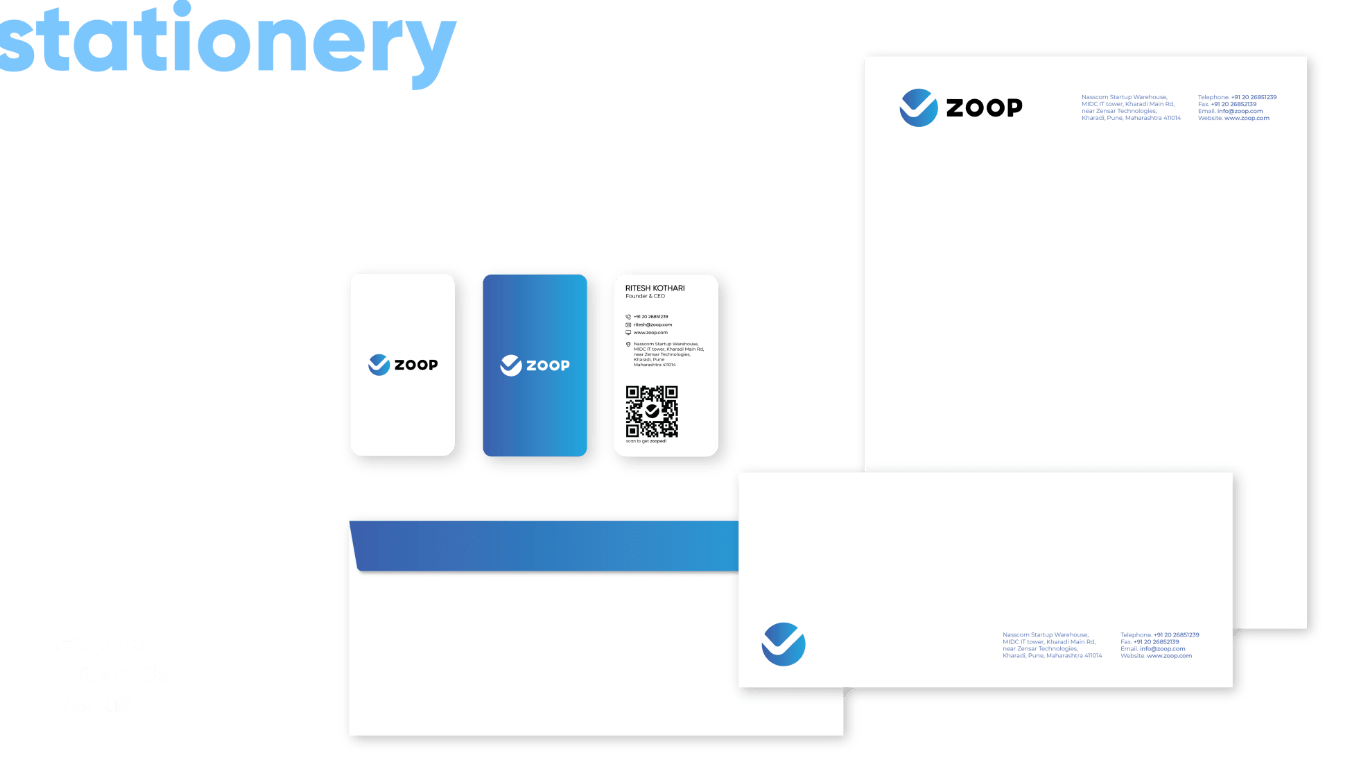 stationery
ZOOP
Nasscom Startup Warehouse,
MIDC IT tower, Kharadi Main Rd,
near Zensar Technologies,
Kharadi, Pune, Maharashtra 411014
Telephone. +91 20 26851239
Fax. +91 20 26852139
Email. info@zoop.com
Website. www.zoop.com
ZOOP
ZOOP
RITESH KOTHARI
Founder & CEO
+91 20 26851239
ritesh@zoop.com
www.zoop.com
Nasscom Startup Warehouse,
MIDC IT tower, Kharadi Main Rd,
near Zensar Technologies,
Kharadi, Pune
Maharashtra 411014
scan to get zooped!
Nasscom Startup Warehouse,
MIDC IT tower, Kharadi Main Rd,
near Zensar Technologies,
Kharadi, Pune, Maharashtra 411014
Telephone. +91 20 26851239
Fax. +91 20 26852139
Email. info@zoop.com
Website. www.zoop.com